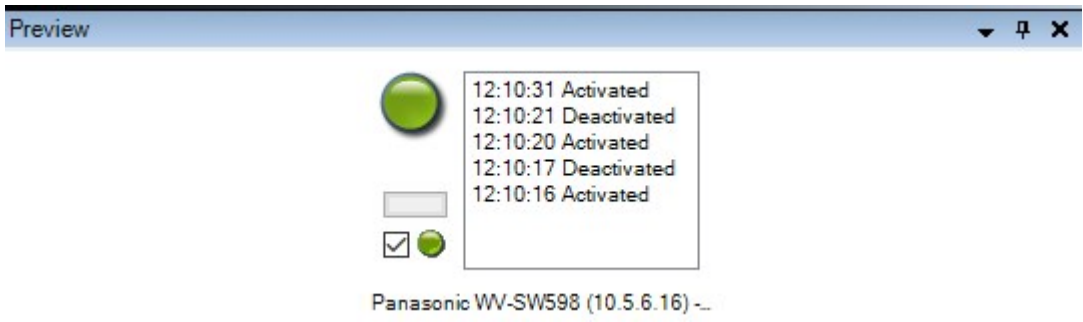 Preview
12:10:31 Activated
12:10:21 Deactivated
12:10:20 Activated
12:10:17 Deactivated
12:10:16 Activated
Panasonic WV-SW598 (10.5.6.16) -...